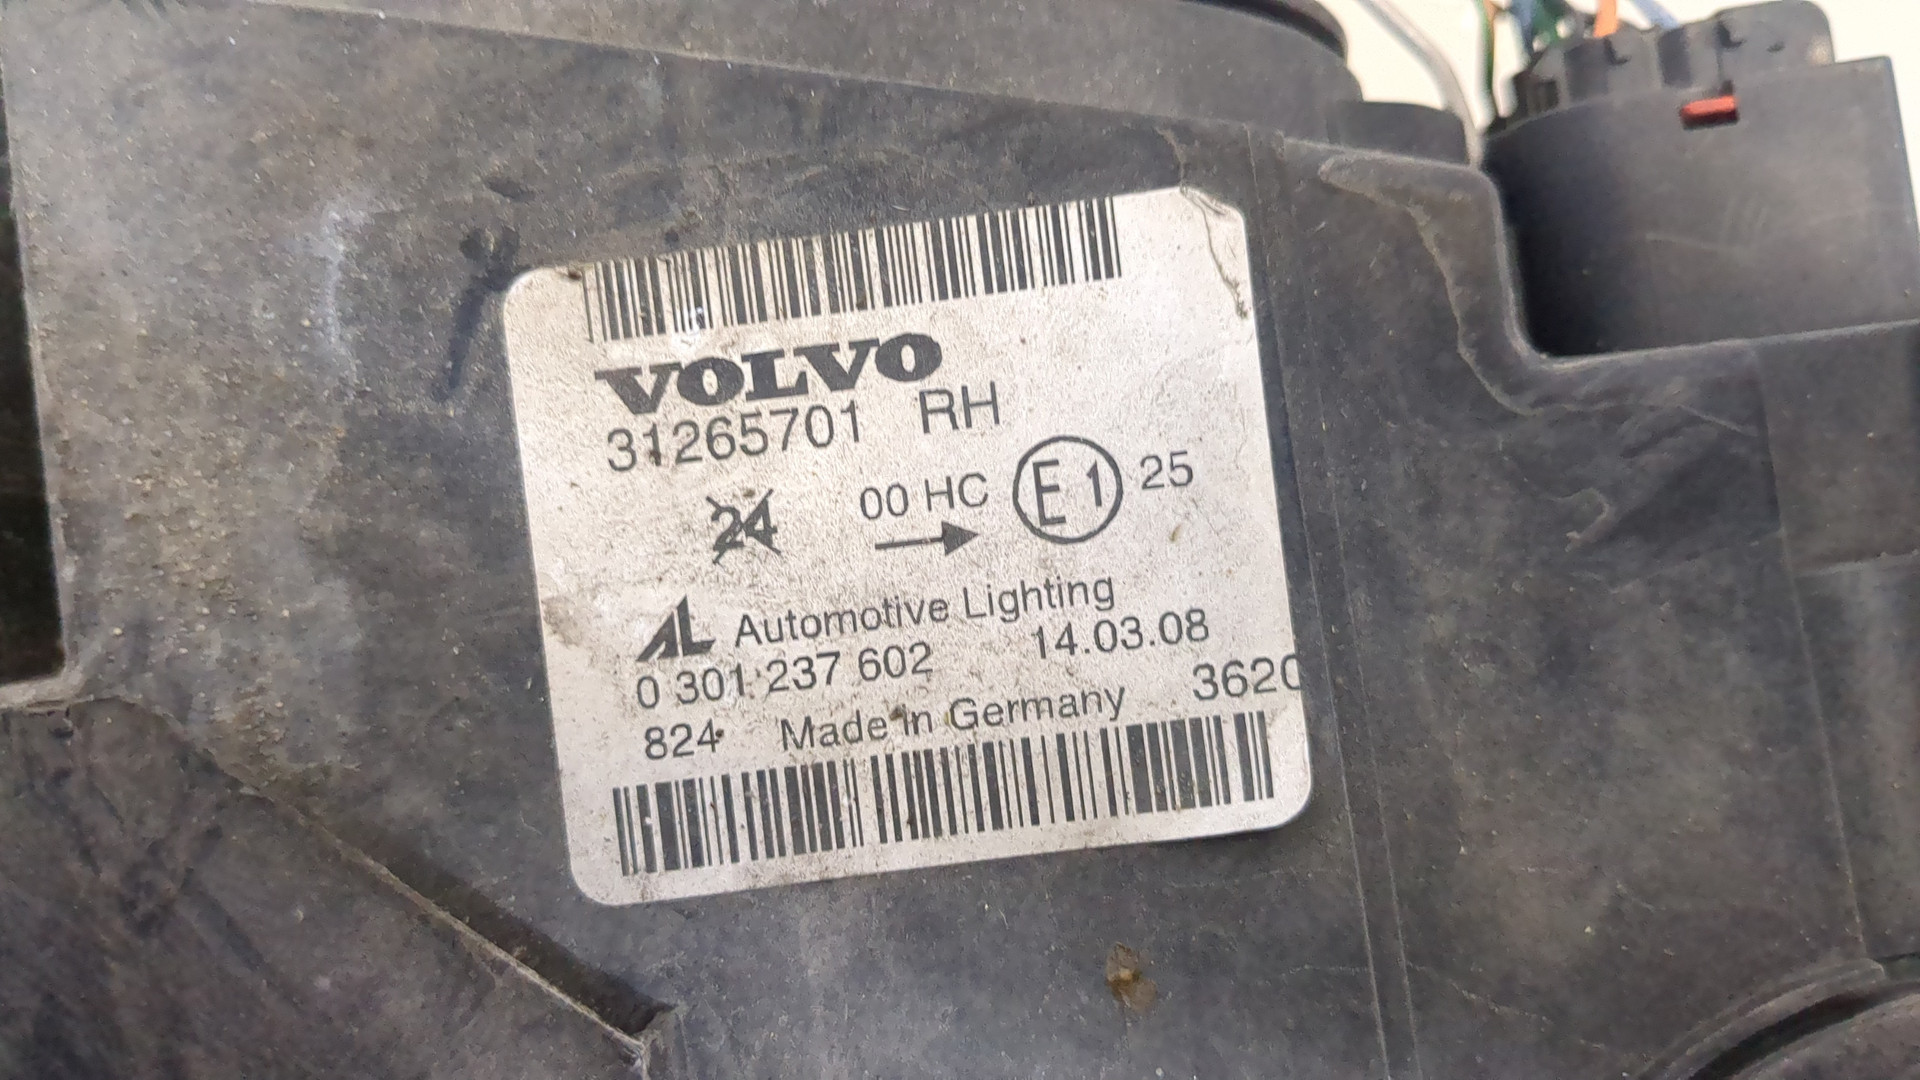 VOLVO
31265701 RH
24 00 HC E1 25
AL Automotive Lighting
0 301 237 602 14.03.08
824 Made in Germany 3620